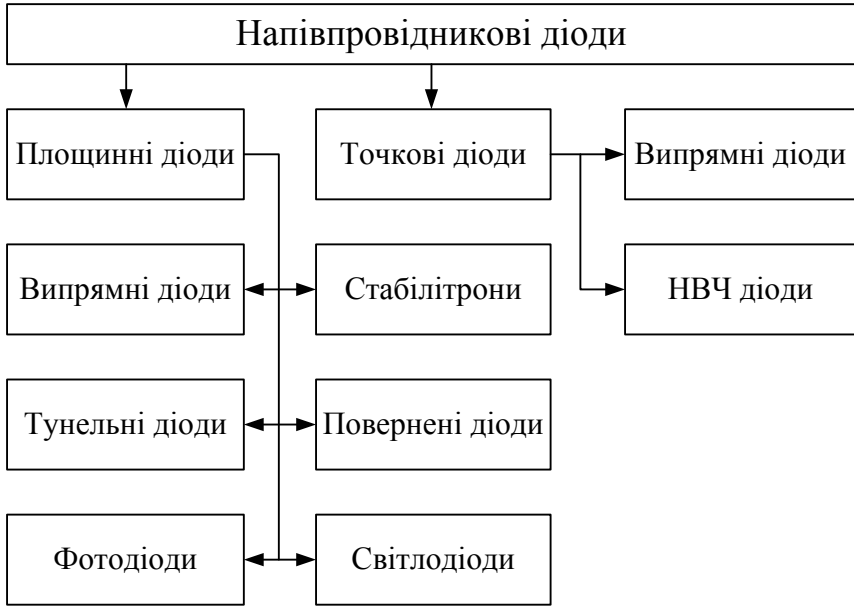 Напівпровідникові діоди
Площинні діоди
Точкові діоди
Випрямні діоди
Випрямні діоди
Стабілітрони
НВЧ діоди
Тунельні діоди
Повернені діоди
Фотодіоди
Світлодіоди